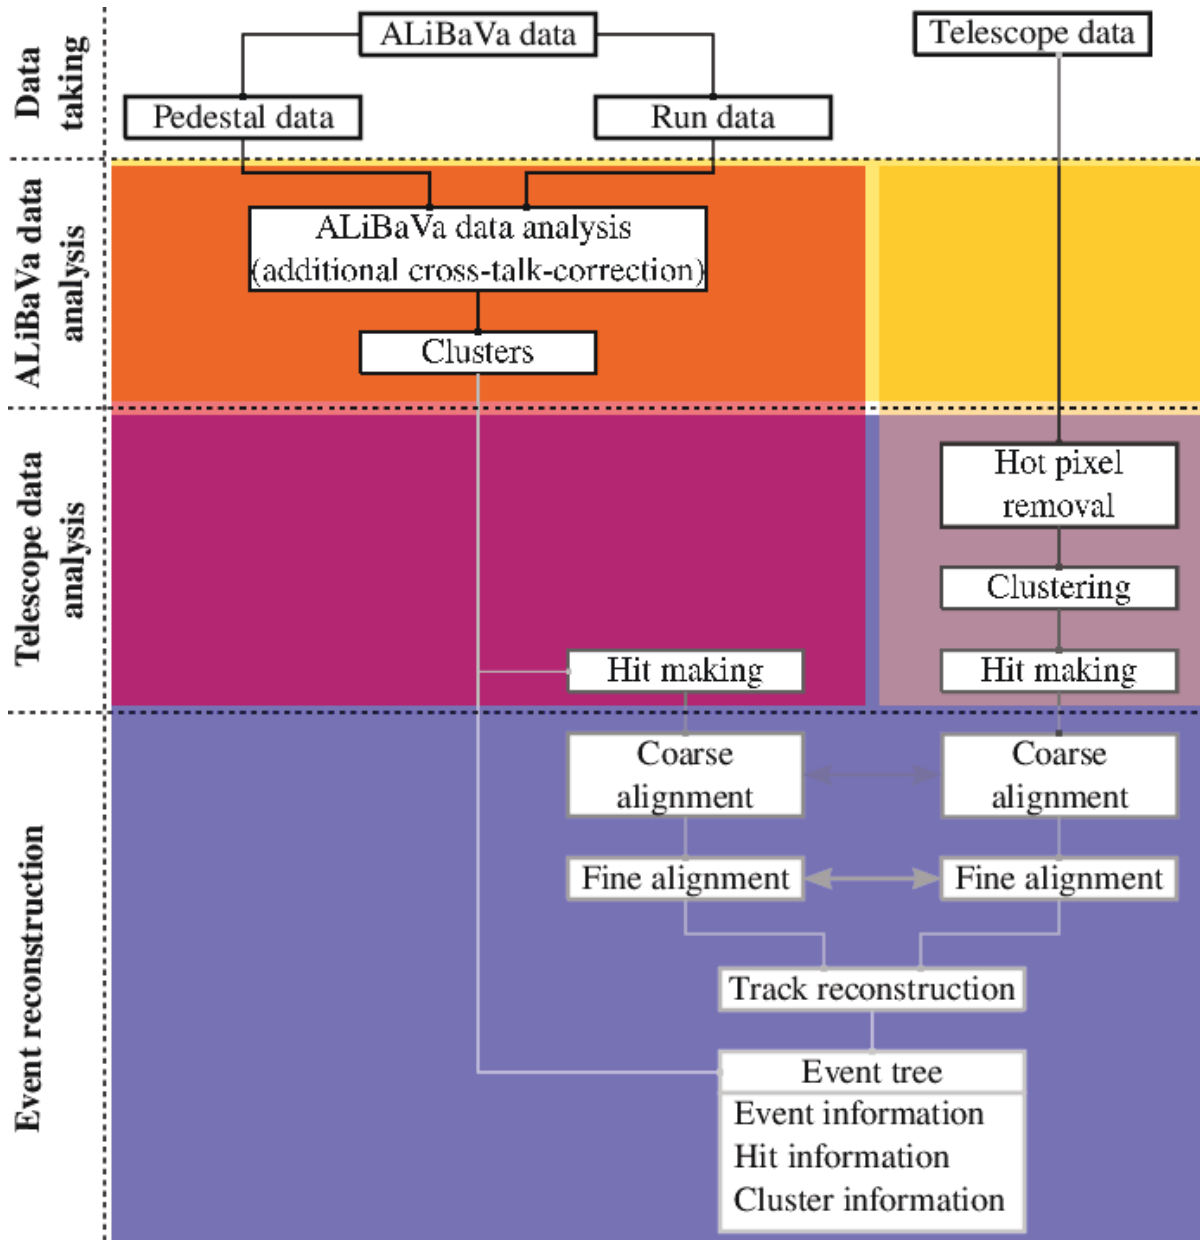 Data
taking
ALiBaVa data
Telescope data
Pedestal data
Run data
ALiBaVa data
analysis
ALiBaVa data analysis
(additional cross-talk-correction)
Clusters
Telescope data
analysis
Hot pixel
removal
Clustering
Hit making
Hit making
Event reconstruction
Coarse
alignment
Coarse
alignment
Fine alignment
Fine alignment
Track reconstruction
Event tree
Event information
Hit information
Cluster information